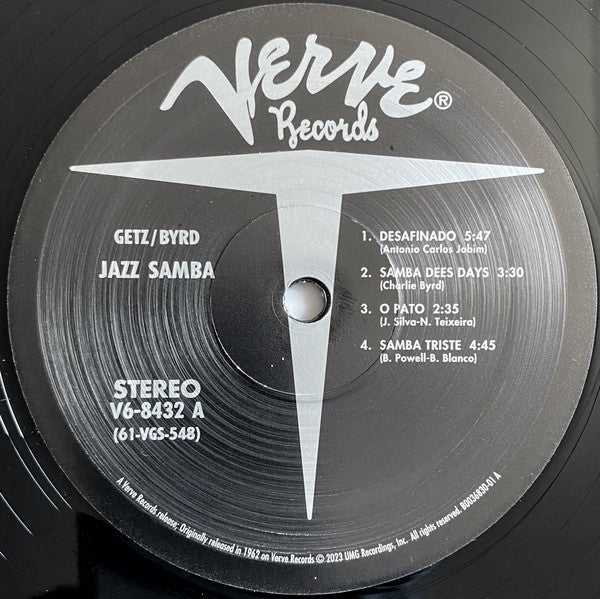 Verve®
Records
GETZ/BYRD
JAZZ SAMBA
1. DESAFINADO 5:47
(Antonio Carlos Jobim)
2. SAMBA DEES DAYS 3:30
(Charlie Byrd)
3. O PATO 2:35
(J. Silva-N. Teixeira)
4. SAMBA TRISTE 4:45
(B. Powell-B. Blanco)
STEREO
V6-8432 A
(61-VGS-548)
A Verve Records release; Originally released in 1962 on Verve Records © 2023 UMG Recordings, Inc. All rights reserved. B0036830-01 A